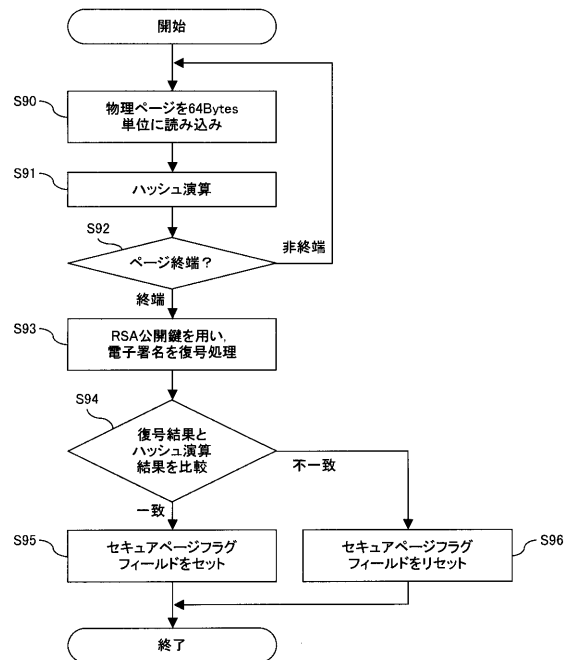 開始
S90
物理ページを64Bytes
単位に読み込み
S91
ハッシュ演算
S92
ページ終端?
非終端
終端
S93
RSA公開鍵を用い,
電子署名を復号処理
S94
復号結果と
ハッシュ演算
結果を比較
不一致
一致
S95
セキュアページフラグ
フィールドをセット
セキュアページフラグ
フィールドをリセット
S96
終了